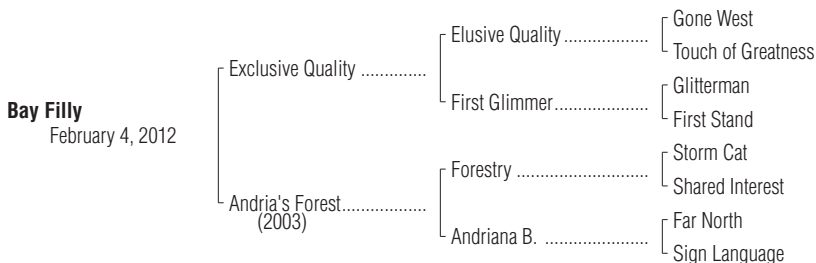 Gone West
Elusive Quality ..................
Touch of Greatness
Exclusive Quality ..............
Glitterman
First Glimmer....................
First Stand
Bay Filly
February 4, 2012
Storm Cat
Forestry ............................
Shared Interest
Andria's Forest..................
(2003)
Far North
Andriana B. ......................
Sign Language